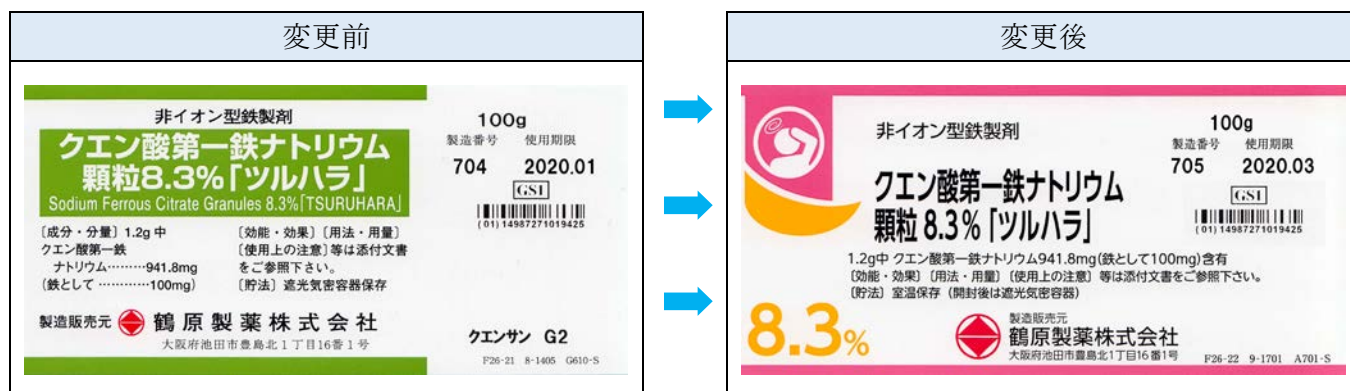 変更前
非イオン型鉄製剤
クエン酸第一鉄ナトリウム
顆粒8.3%「ツルハラ」
Sodium Ferrous Citrate Granules 8.3%「TSURUHARA」
〔成分・分量〕1.2g 中
クエン酸第一鉄
ナトリウム………941.8mg
(鉄として …………100mg)
〔効能・効果〕〔用法・用量〕
〔使用上の注意〕等は添付文書
をご参照下さい。
〔貯法〕遮光気密容器保存
製造販売元 鶴原製薬株式会社
大阪府池田市豊島北1丁目16番1号
100g
製造番号 使用期限
704 2020.01
GS1
(01)14987271019425
クエンサン G2
F26-21 8-1405 G610-S
変更後
非イオン型鉄製剤
クエン酸第一鉄ナトリウム
顆粒 8.3%「ツルハラ」
100g
製造番号 使用期限
705 2020.03
GS1
(01)14987271019425
1.2g中 クエン酸第一鉄ナトリウム941.8mg(鉄として100mg)含有
〔効能・効果〕〔用法・用量〕〔使用上の注意〕等は添付文書をご参照下さい。
〔貯法〕室温保存(開封後は遮光気密容器)
8.3%
製造販売元
鶴原製薬株式会社
大阪府池田市豊島北1丁目16番1号
F26-22 9-1701 A701-S